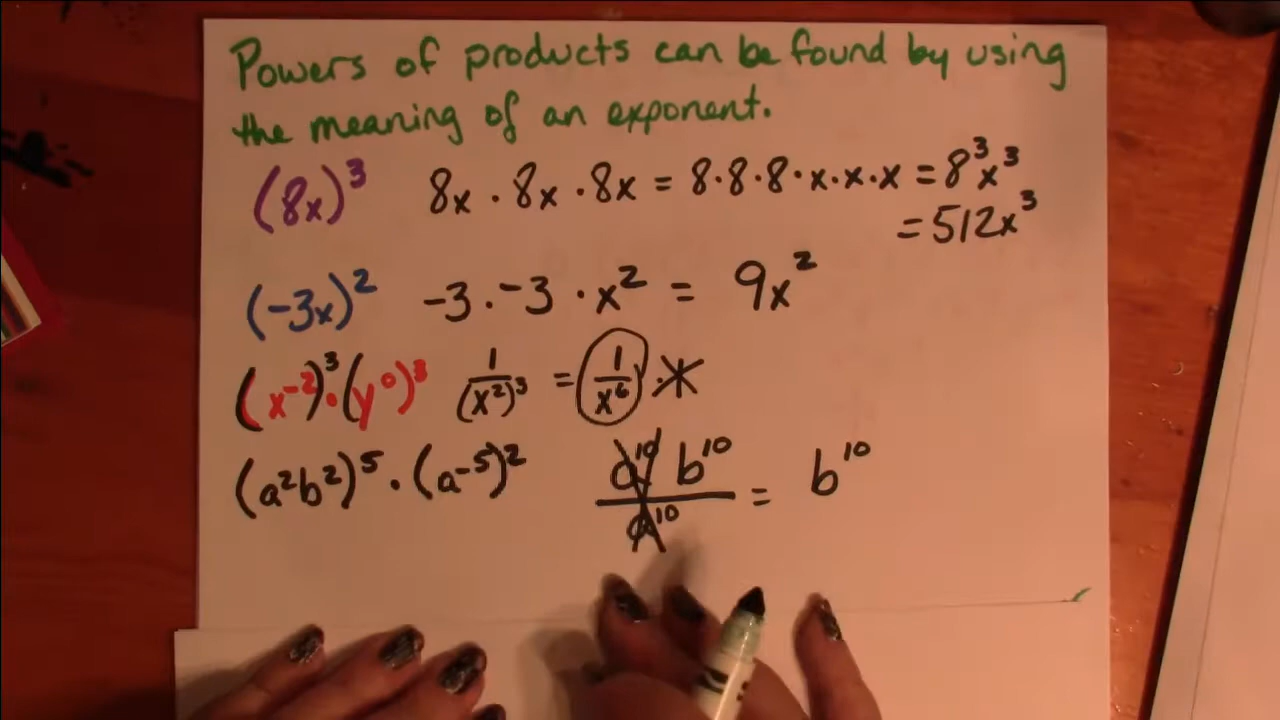 Powers of products can be found by using
the meaning of an exponent.
(8x)³ 8x · 8x · 8x = 8·8·8·x·x·x = 8³x³
= 512x³
(-3x)² -3 · -3 · x² = 9x²
(x⁻²)³ · (y⁰)³ 1/(x²)³ = 1/x⁶ ·
(a²b²)⁵ · (a⁻⁵)² a¹⁰b¹⁰/a¹⁰ = b¹⁰